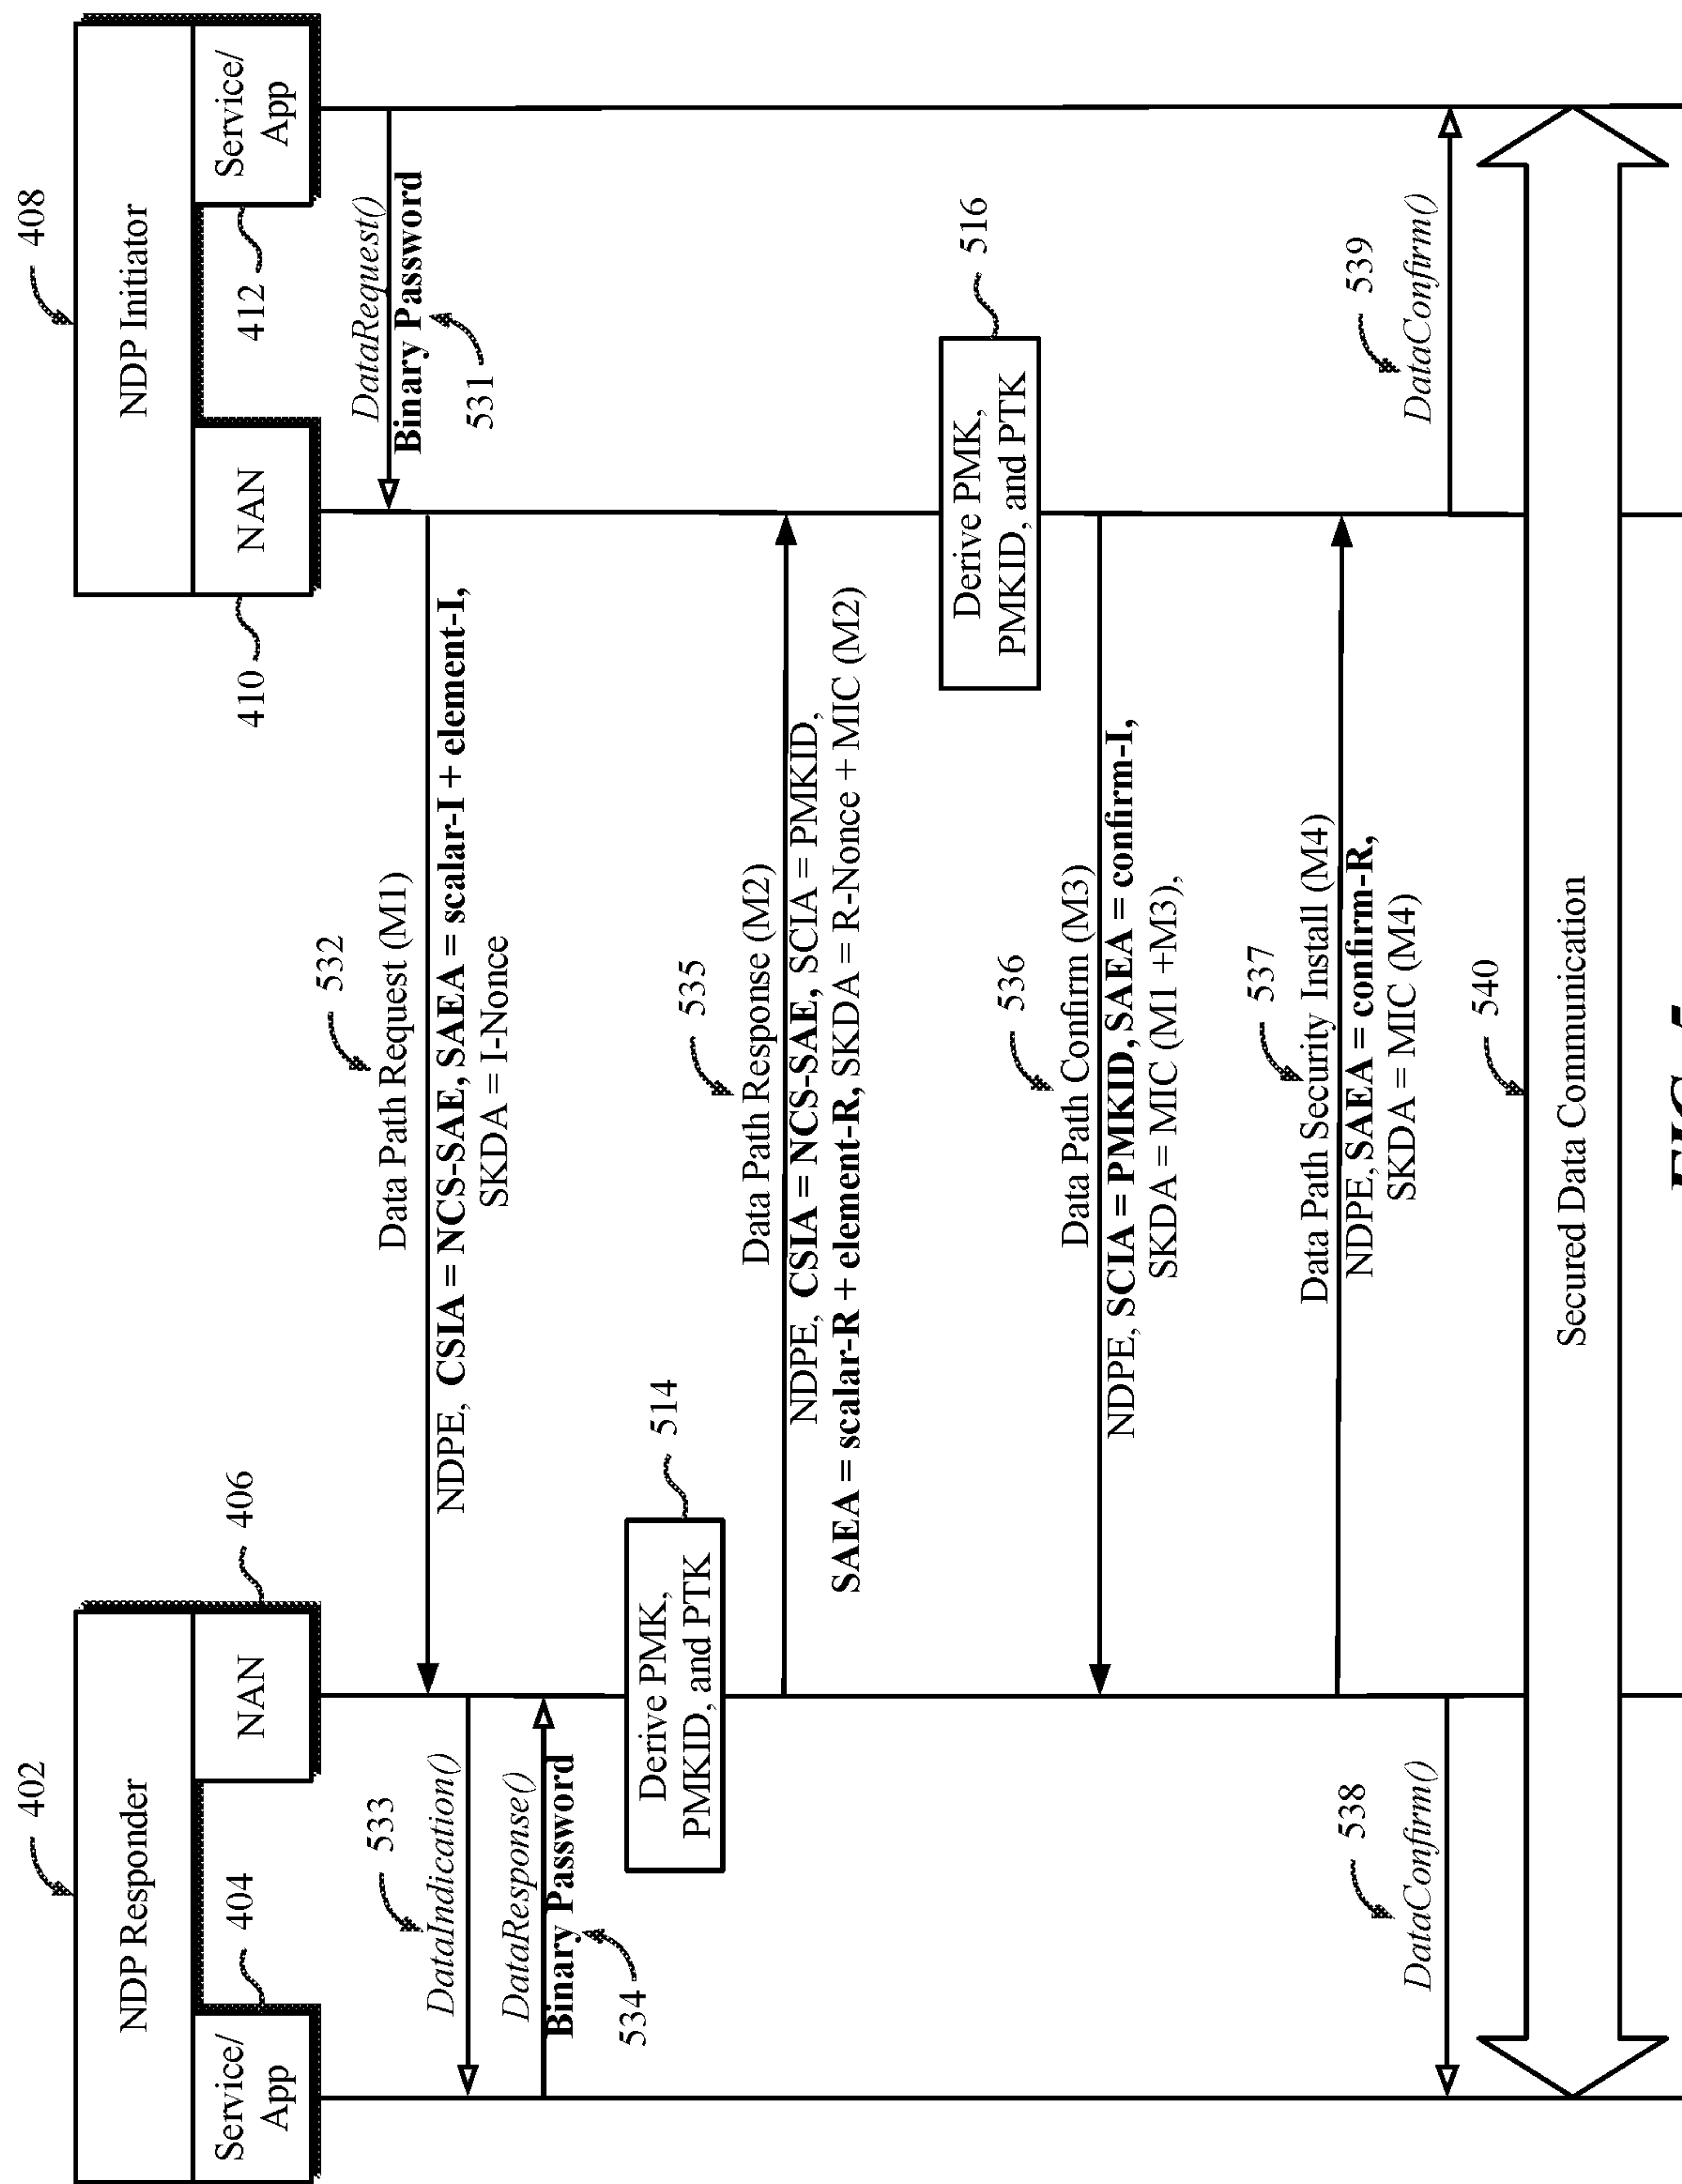 402
NDP Responder
Service/
App
404
NAN
406
408
NDP Initiator
NAN
410
Service/
App
412
DataRequest()
Binary Password
531
532
Data Path Request (M1)
NDPE, CSIA = NCS-SAE, SAEA = scalar-I + element-I,
SKDA = I-Nonce
533
DataIndication()
DataResponse()
Binary Password
534
Derive PMK,
PMKID, and PTK
514
535
Data Path Response (M2)
NDPE, CSIA = NCS-SAE, SCIA = PMKID,
SAEA = scalar-R + element-R, SKDA = R-Nonce + MIC (M2)
Derive PMK,
PMKID, and PTK
516
536
Data Path Confirm (M3)
NDPE, SCIA = PMKID, SAEA = confirm-I,
SKDA = MIC (M1 +M3),
537
Data Path Security Install (M4)
NDPE, SAEA = confirm-R,
SKDA = MIC (M4)
538
DataConfirm()
539
DataConfirm()
540
Secured Data Communication